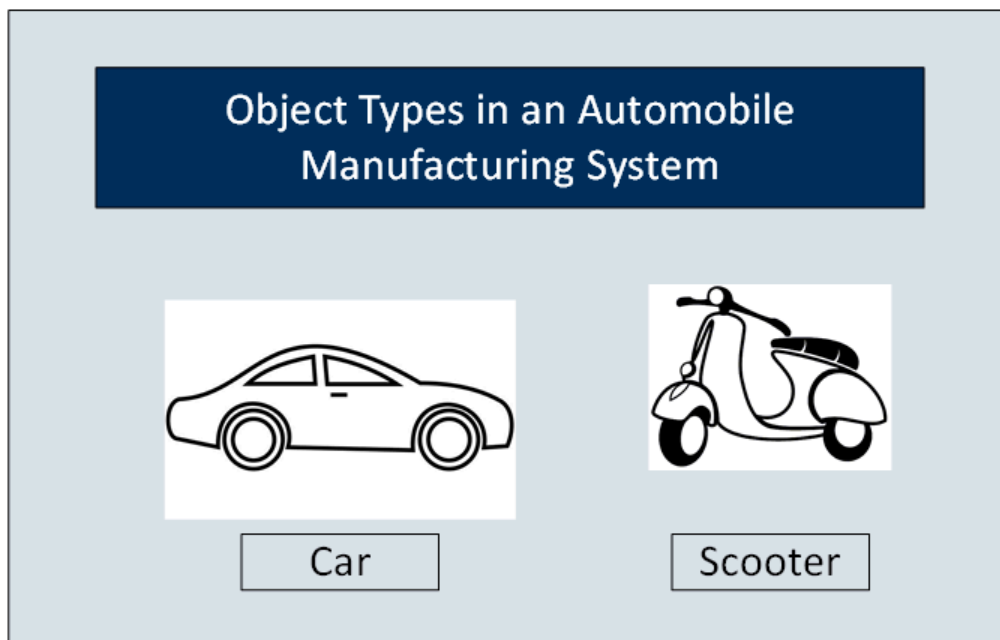 Object Types in an Automobile
Manufacturing System
Car
Scooter